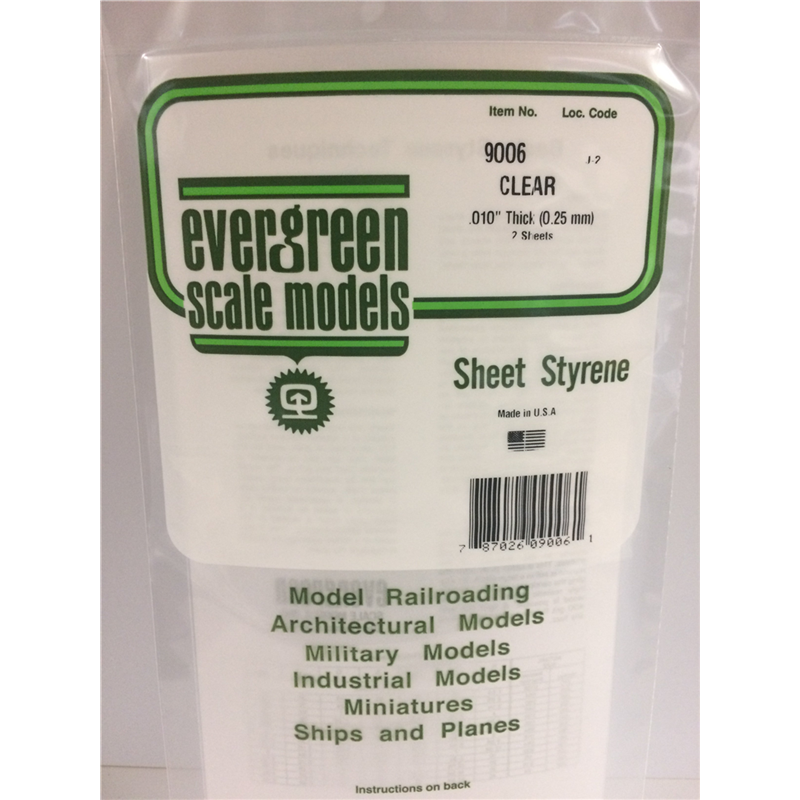 Item No. Loc. Code
9006 J-2
CLEAR
.010" Thick (0.25 mm)
2 Sheets
evergreen
scale models
Sheet Styrene
Made in U.S.A
7 87026 09006 1
Model Railroading
Architectural Models
Military Models
Industrial Models
Miniatures
Ships and Planes
Instructions on back